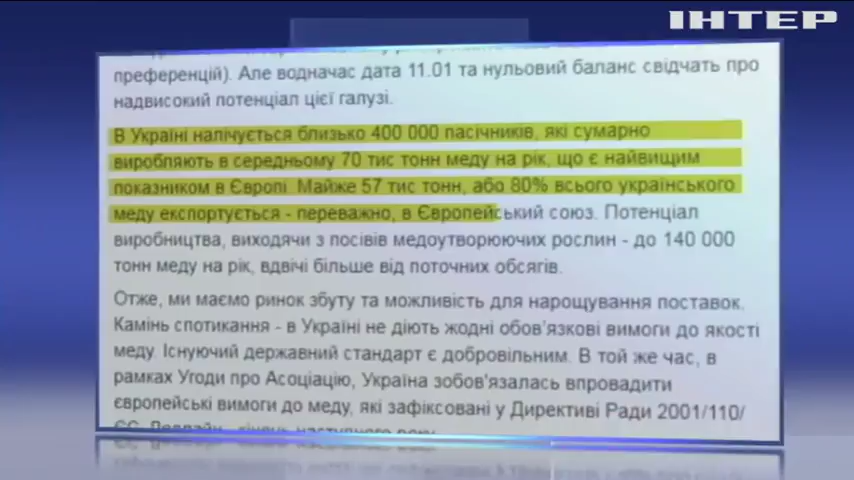 ІНТЕР
преференцій). Але водночас дата 11.01 та нульовий баланс свідчать про
надвисокий потенціал цієї галузі.
В Україні налічується близько 400 000 пасічників, які сумарно
виробляють в середньому 70 тис тонн меду на рік, що є найвищим
показником в Європі. Майже 57 тис тонн, або 80% всього українського
меду експортується - переважно, в Європейський союз. Потенціал
виробництва, виходячи з посівів медоутворюючих рослин - до 140 000
тонн меду на рік, вдвічі більше від поточних обсягів.
Отже, ми маємо ринок збуту та можливість для нарощування поставок.
Камінь спотикання - в Україні не діють жодні обов'язкові вимоги до якості
меду. Існуючий державний стандарт є добровільним. В той же час, в
рамках Угоди про Асоціацію, Україна зобов'язалась впровадити
європейські вимоги до меду, які зафіксовані у Директиві Ради 2001/110/